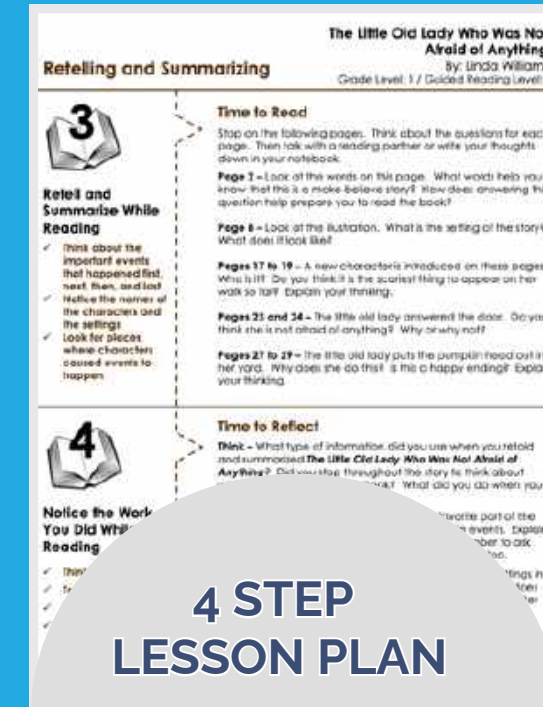 The Little Old Lady Who Was No
Afraid of Anything
By: Linda William
Grade Level: 1 / Guided Reading Level:
Retelling and Summarizing
3
Retell and
Summarize While
Reading
✓ Think about the
important events
that happened first,
next, then, and last
✓ Notice the names of
the characters and
the settings
✓ Look for places
where characters
caused events to
happen
Time to Read
Stop on the following pages. Think about the questions for each
page. Then talk with a reading partner or write your thoughts
down in your notebook.
Page 7 – Look at the words on this page. What words help you
know that this is a make believe story? How does answering thi
question help prepare you to read the book?
Page 8 – Look at the illustration. What is the setting of the story?
What does it look like?
Pages 17 to 19 – A new character is introduced on these pages
Who is it? Do you think it is the scariest thing to appear on her
walk so far? Explain your thinking.
Pages 23 and 24 – The little old lady answered the door. Do you
think she is not afraid of anything? Why or why not?
Pages 27 to 29 – The little old lady puts the pumpkin head out in
her yard. Why does she do this? Is this a happy ending? Explai
your thinking.
4
Notice the Work
You Did Whil
Reading
✓ Think
Time to Reflect
Think – What type of information did you use when you retold
and summarized The Little Old Lady Who Was Not Afraid of
Anything? Did you stop throughout the story to think about
What did you do when you
favorite part of the
events. Explai
ber to ask
tings in
4 STEP
LESSON PLAN